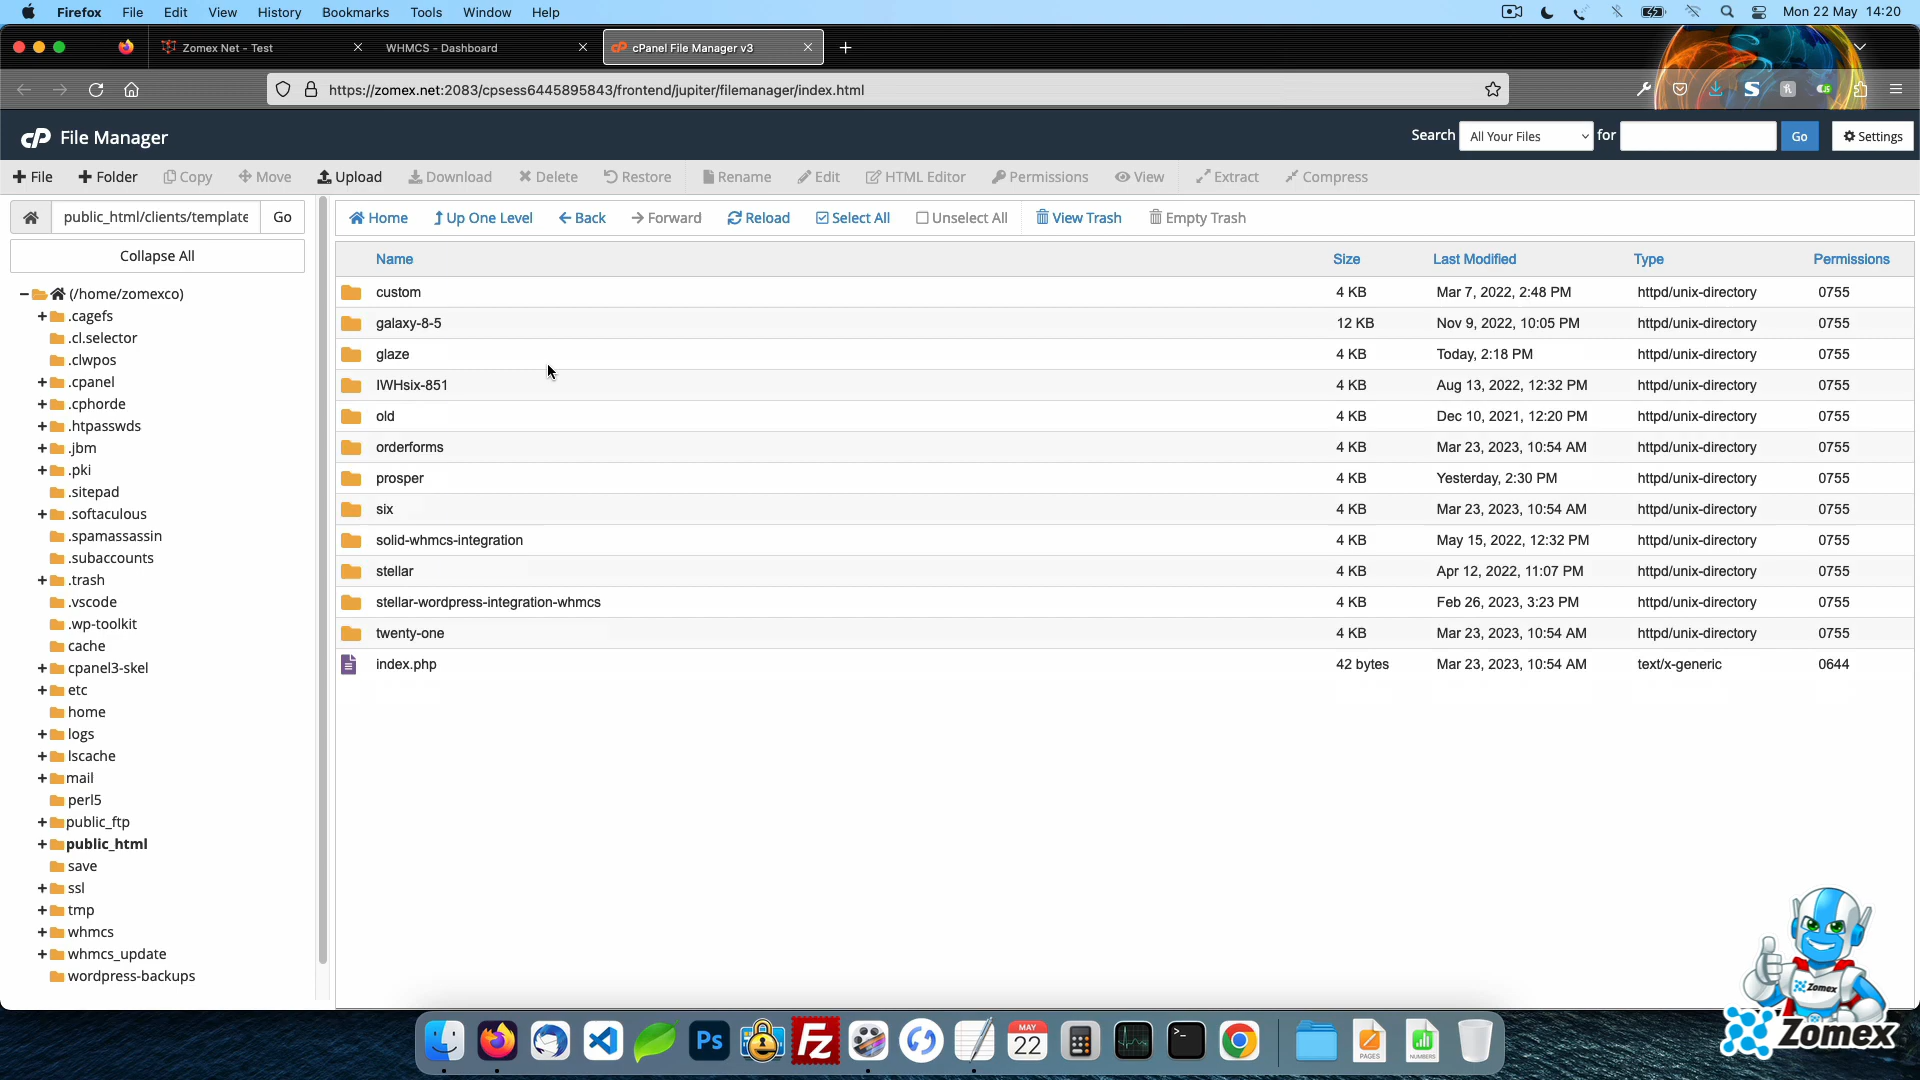 Firefox File Edit View History Bookmarks Tools Window Help Mon 22 May 14:20
Zomex Net - Test WHMCS - Dashboard cPanel File Manager v3
https://zomex.net:2083/cpsess6445895843/frontend/jupiter/filemanager/index.html
cP File Manager Search All Your Files for Go Settings
File Folder Copy Move Upload Download Delete Restore Rename Edit HTML Editor Permissions View Extract Compress
public_html/clients/template Go
Home Up One Level Back Forward Reload Select All Unselect All View Trash Empty Trash
Collapse All
(/home/zomexco)
.cagefs
.cl.selector
.clwpos
.cpanel
.cphorde
.htpasswds
.jbm
.pki
.sitepad
.softaculous
.spamassassin
.subaccounts
.trash
.vscode
.wp-toolkit
cache
cpanel3-skel
etc
home
logs
lscache
mail
perl5
public_ftp
public_html
save
ssl
tmp
whmcs
whmcs_update
wordpress-backups
Name Size Last Modified Type Permissions
custom 4 KB Mar 7, 2022, 2:48 PM httpd/unix-directory 0755
galaxy-8-5 12 KB Nov 9, 2022, 10:05 PM httpd/unix-directory 0755
glaze 4 KB Today, 2:18 PM httpd/unix-directory 0755
IWHsix-851 4 KB Aug 13, 2022, 12:32 PM httpd/unix-directory 0755
old 4 KB Dec 10, 2021, 12:20 PM httpd/unix-directory 0755
orderforms 4 KB Mar 23, 2023, 10:54 AM httpd/unix-directory 0755
prosper 4 KB Yesterday, 2:30 PM httpd/unix-directory 0755
six 4 KB Mar 23, 2023, 10:54 AM httpd/unix-directory 0755
solid-whmcs-integration 4 KB May 15, 2022, 12:32 PM httpd/unix-directory 0755
stellar 4 KB Apr 12, 2022, 11:07 PM httpd/unix-directory 0755
stellar-wordpress-integration-whmcs 4 KB Feb 26, 2023, 3:23 PM httpd/unix-directory 0755
twenty-one 4 KB Mar 23, 2023, 10:54 AM httpd/unix-directory 0755
index.php 42 bytes Mar 23, 2023, 10:54 AM text/x-generic 0644
Zomex
Zomex
Ps
Fz
MAY
22
PAGES
NUMBERS